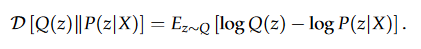 𝒟 [Q(z)‖P(z|X)] = E_{z∼Q} [log Q(z) − log P(z|X)] .